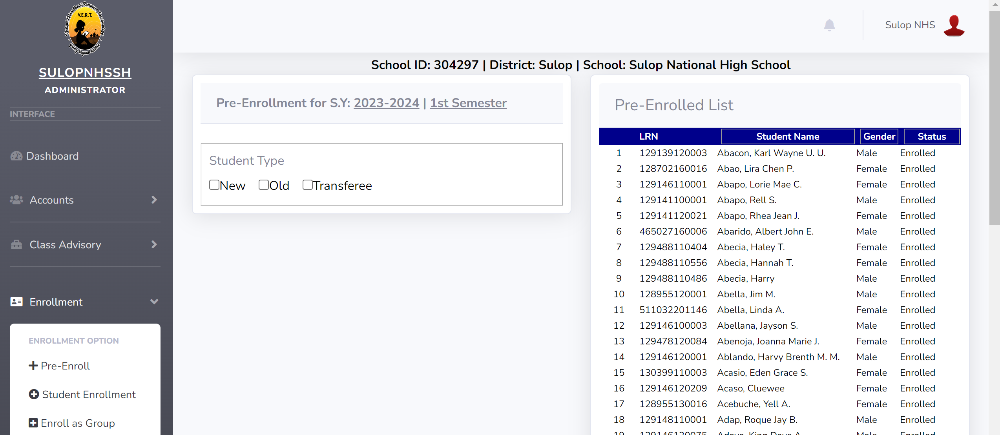 Virtual Educational Resources Technology
V.E.R.T.
going beyond online
SULOPNHSSH
ADMINISTRATOR
INTERFACE
Dashboard
Accounts
Class Advisory
Enrollment
ENROLLMENT OPTION
Pre-Enroll
Student Enrollment
Enroll as Group
Sulop NHS
School ID: 304297 | District: Sulop | School: Sulop National High School
Pre-Enrollment for S.Y: 2023-2024 | 1st Semester
Student Type
New Old Transferee
Pre-Enrolled List
LRN Student Name Gender Status
1 129139120003 Abacon, Karl Wayne U. U. Male Enrolled
2 128702160016 Abao, Lira Chen P. Female Enrolled
3 129146110001 Abapo, Lorie Mae C. Female Enrolled
4 129141100001 Abapo, Rell S. Male Enrolled
5 129141120021 Abapo, Rhea Jean J. Female Enrolled
6 465027160006 Abarido, Albert John E. Male Enrolled
7 129488110404 Abecia, Haley T. Female Enrolled
8 129488110556 Abecia, Hannah T. Female Enrolled
9 129488110486 Abecia, Harry Male Enrolled
10 128955120001 Abella, Jim M. Male Enrolled
11 511032201146 Abella, Linda A. Female Enrolled
12 129146100003 Abellana, Jayson S. Male Enrolled
13 129478120084 Abenoja, Joanna Marie J. Female Enrolled
14 129146120001 Ablando, Harvy Brenth M. M. Male Enrolled
15 130399110003 Acasio, Eden Grace S. Female Enrolled
16 129146120209 Acaso, Cluewee Female Enrolled
17 128955130016 Acebuche, Yell A. Female Enrolled
18 129148110001 Adap, Roque Jay B. Male Enrolled